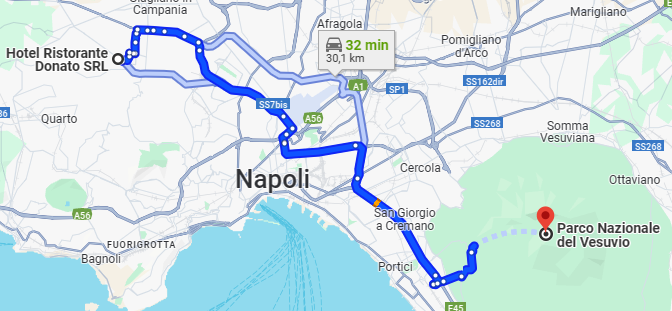 Giugliano in
Campania
Afragola
Marigliano
Pomigliano
d'Arco
Hotel Ristorante
Donato SRL
32 min
30,1 km
A1
SP1
SS162dir
Quarto
SS7bis
A56
SS268
Somma
Vesuviana
SS268
Cercola
Ottaviano
Napoli
A56
San Giorgio
a Cremano
Parco Nazionale
del Vesuvio
FUORIGROTTA
Bagnoli
Portici
E45